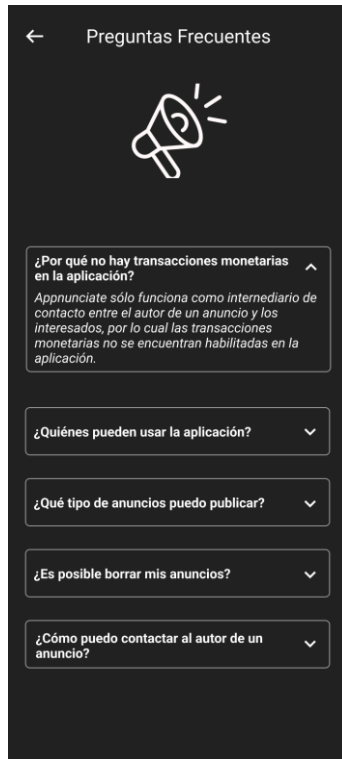 Preguntas Frecuentes
¿Por qué no hay transacciones monetarias
en la aplicación?
Appnunciate sólo funciona como internediario de
contacto entre el autor de un anuncio y los
interesados, por lo cual las transacciones
monetarias no se encuentran habilitadas en la
aplicación.
¿Quiénes pueden usar la aplicación?
¿Qué tipo de anuncios puedo publicar?
¿Es posible borrar mis anuncios?
¿Cómo puedo contactar al autor de un
anuncio?